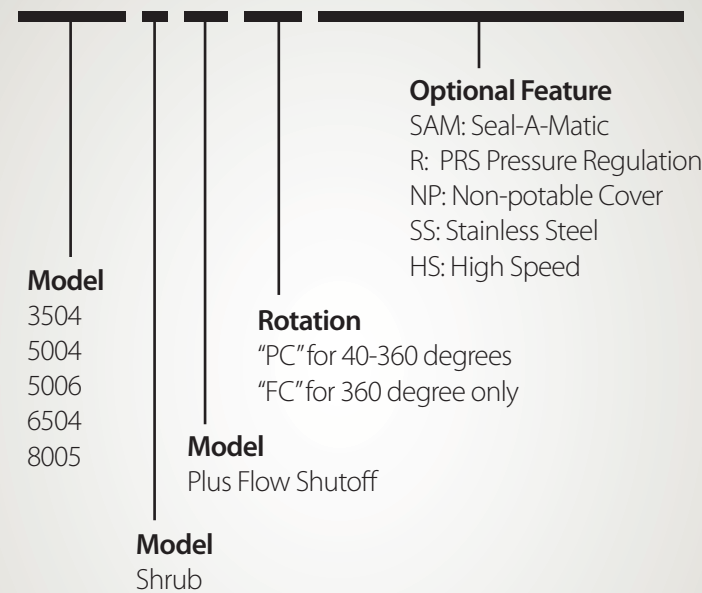 Optional Feature
SAM: Seal-A-Matic
R: PRS Pressure Regulation
NP: Non-potable Cover
SS: Stainless Steel
HS: High Speed
Model
3504
5004
5006
6504
8005
Rotation
“PC” for 40-360 degrees
“FC” for 360 degree only
Model
Plus Flow Shutoff
Model
Shrub